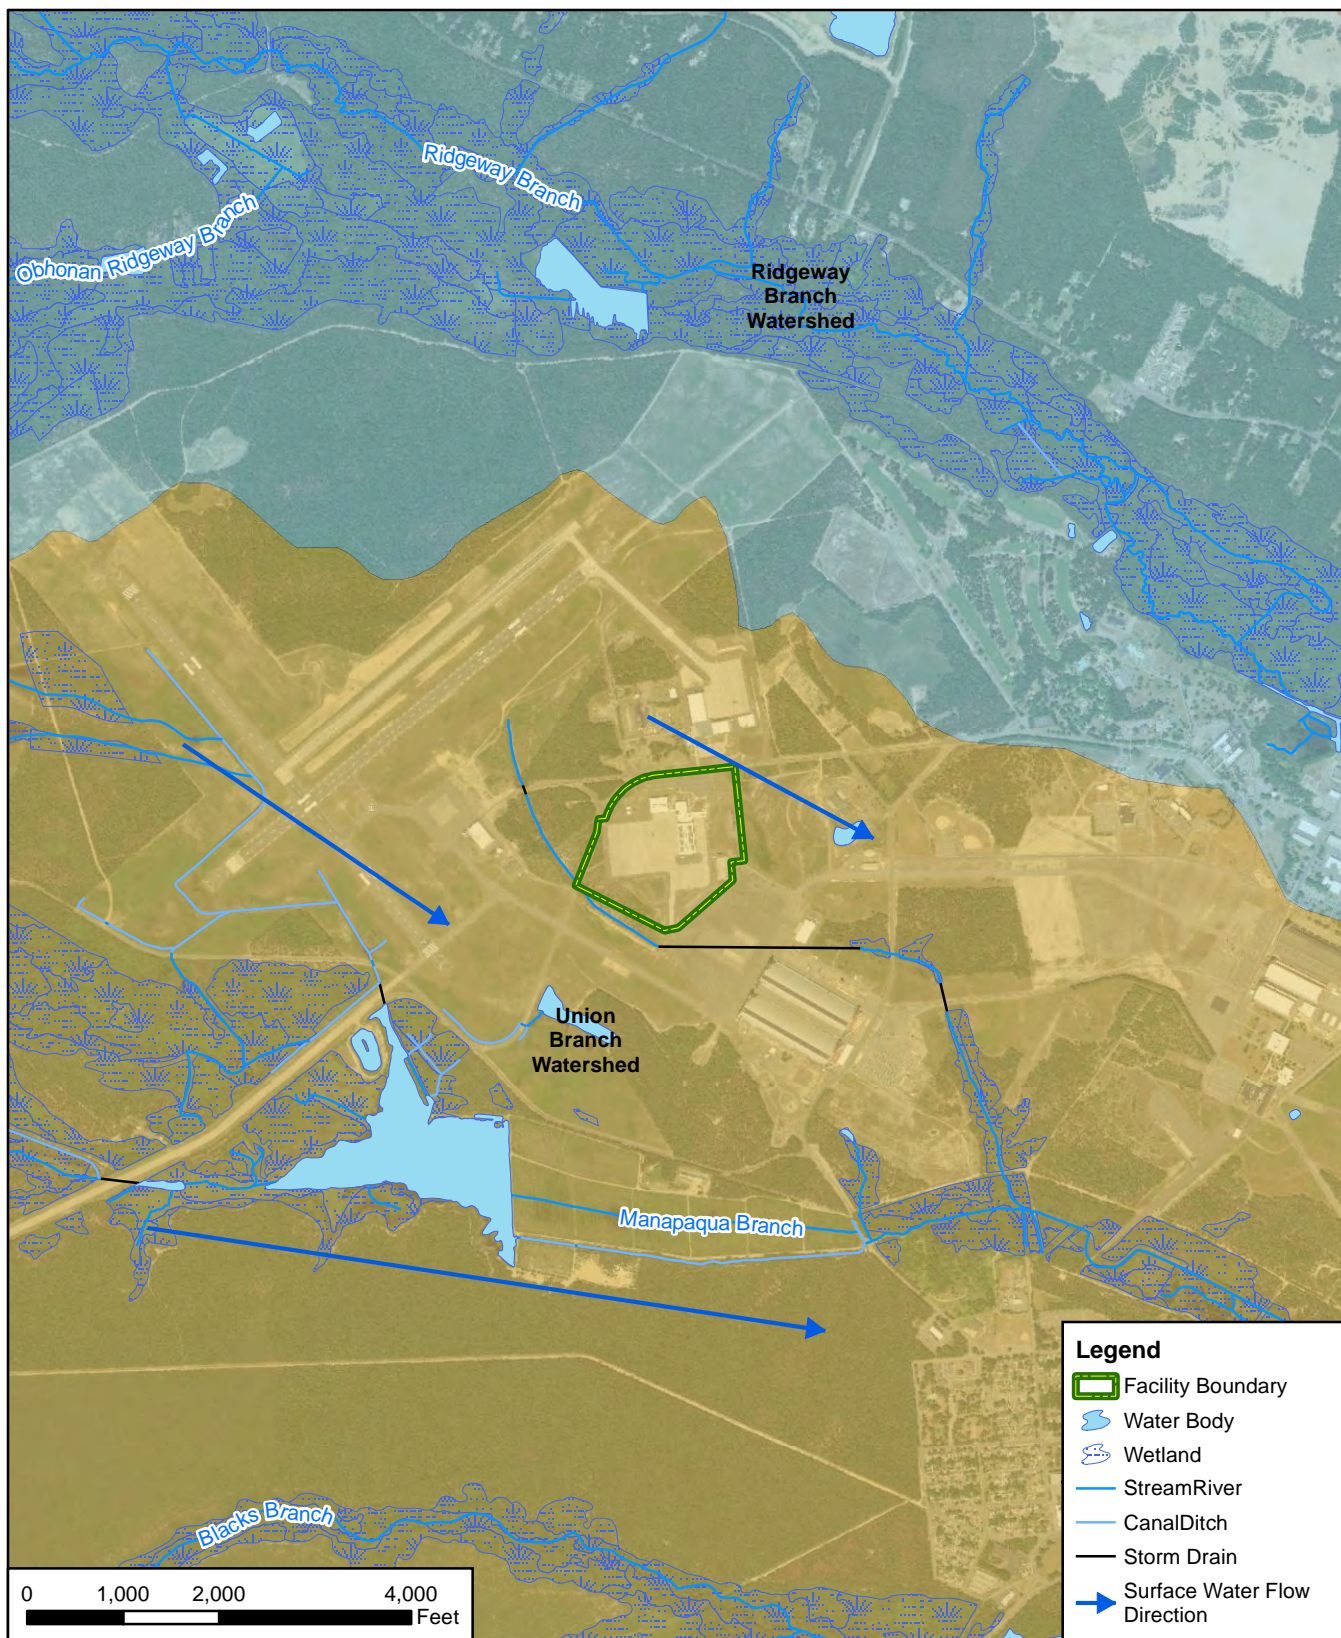 Ridgeway Branch
Obhonan Ridgeway Branch
Ridgeway
Branch
Watershed
Union
Branch
Watershed
Manapaqua Branch
Blacks Branch
Legend
Facility Boundary
Water Body
Wetland
StreamRiver
CanalDitch
Storm Drain
Surface Water Flow
Direction
0 1,000 2,000 4,000
Feet